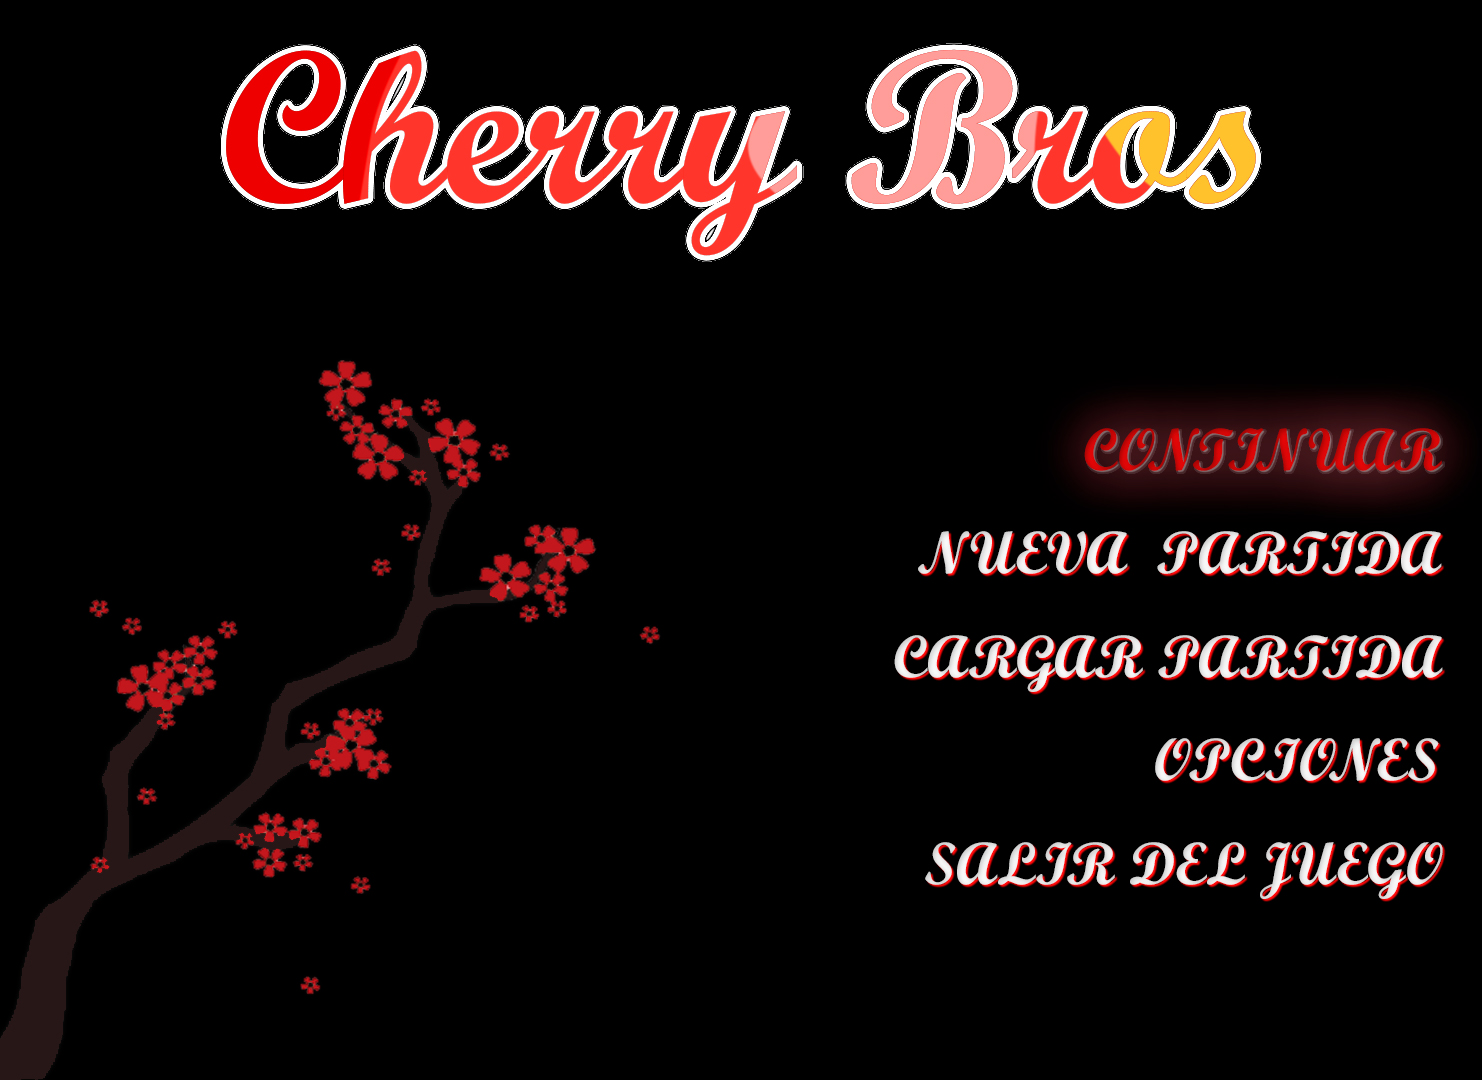 Cherry Bros
CONTINUAR
NUEVA PARTIDA
CARGAR PARTIDA
OPCIONES
SALIR DEL JUEGO